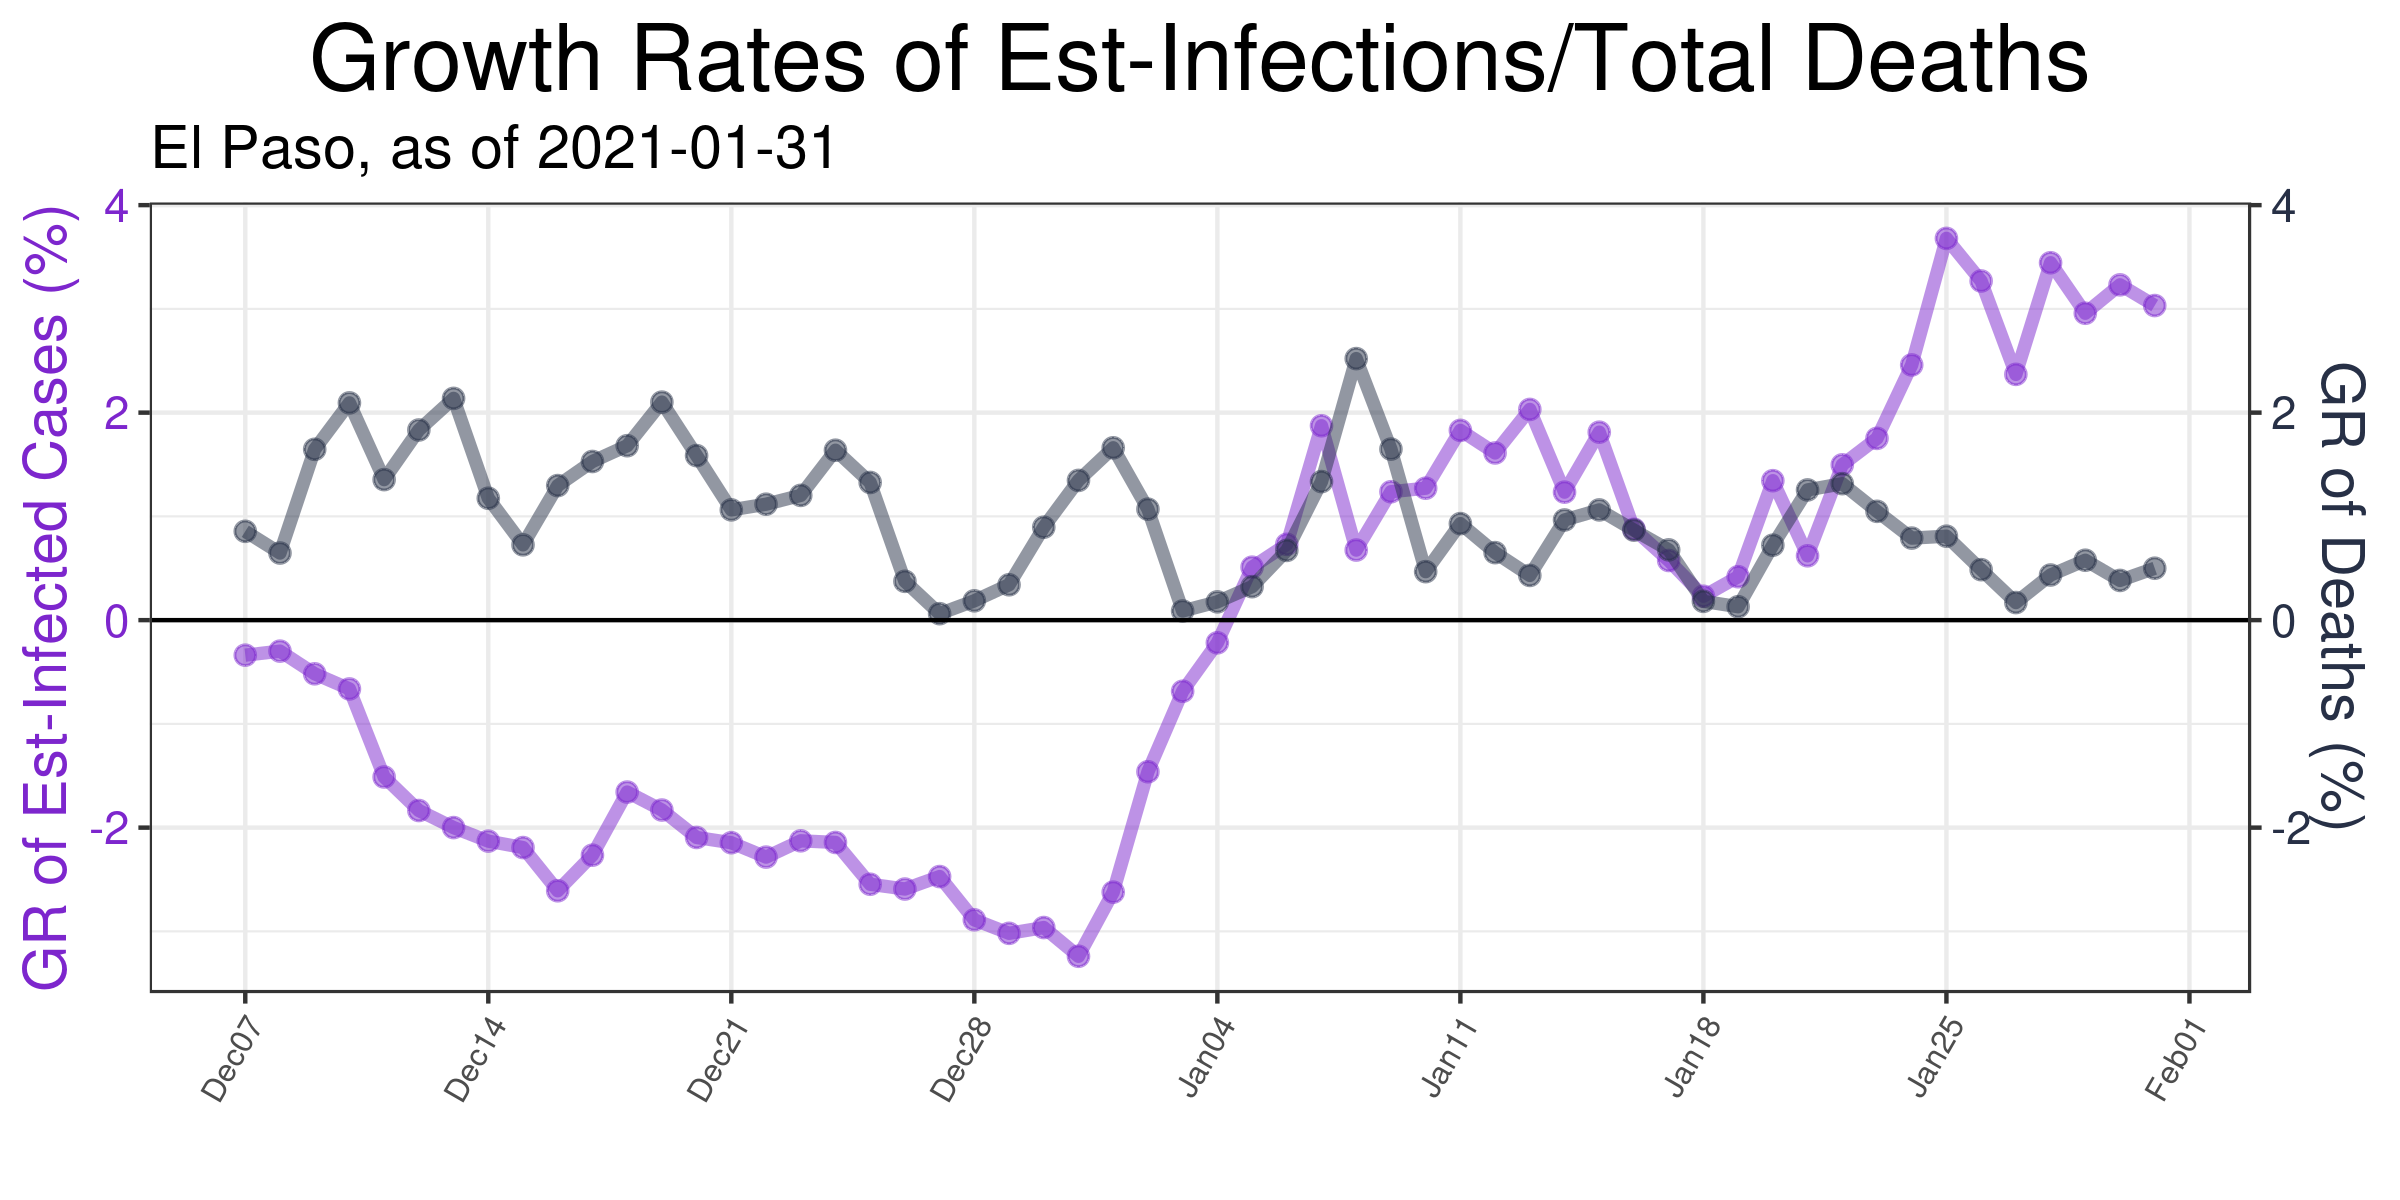 Growth Rates of Est-Infections/Total Deaths
El Paso, as of 2021-01-31
GR of Est-Infected Cases (%)
4
2
0
-2
4
2
0
-2
GR of Deaths (%)
Dec07
Dec14
Dec21
Dec28
Jan04
Jan11
Jan18
Jan25
Feb01